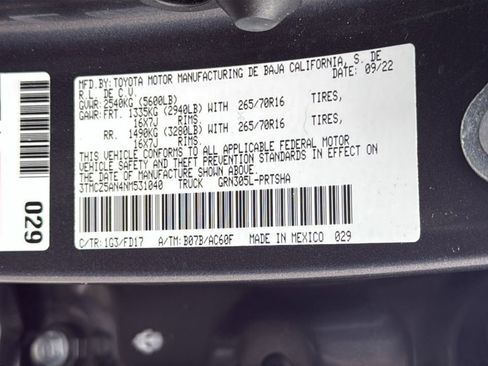 MFD.BY: TOYOTA MOTOR MANUFACTURING DE BAJA CALIFORNIA, S. DE
R.L. DE C.V. DATE: 09/22
GVWR: 2540KG (5600LB)
GAWR: FRT. 1335KG (2940LB) WITH 265/70R16 TIRES,
16X7J RIMS,
RR. 1490KG (3280LB) WITH 265/70R16 TIRES,
16X7J RIMS.
THIS VEHICLE CONFORMS TO ALL APPLICABLE FEDERAL MOTOR
VEHICLE SAFETY AND THEFT PREVENTION STANDARDS IN EFFECT ON
THE DATE OF MANUFACTURE SHOWN ABOVE.
3TMCZ5AN4NM531040 TRUCK GRN305L-PRTSHA
C/TR: 1G3/FD17 A/TM: B07B/AC60F MADE IN MEXICO 029
029